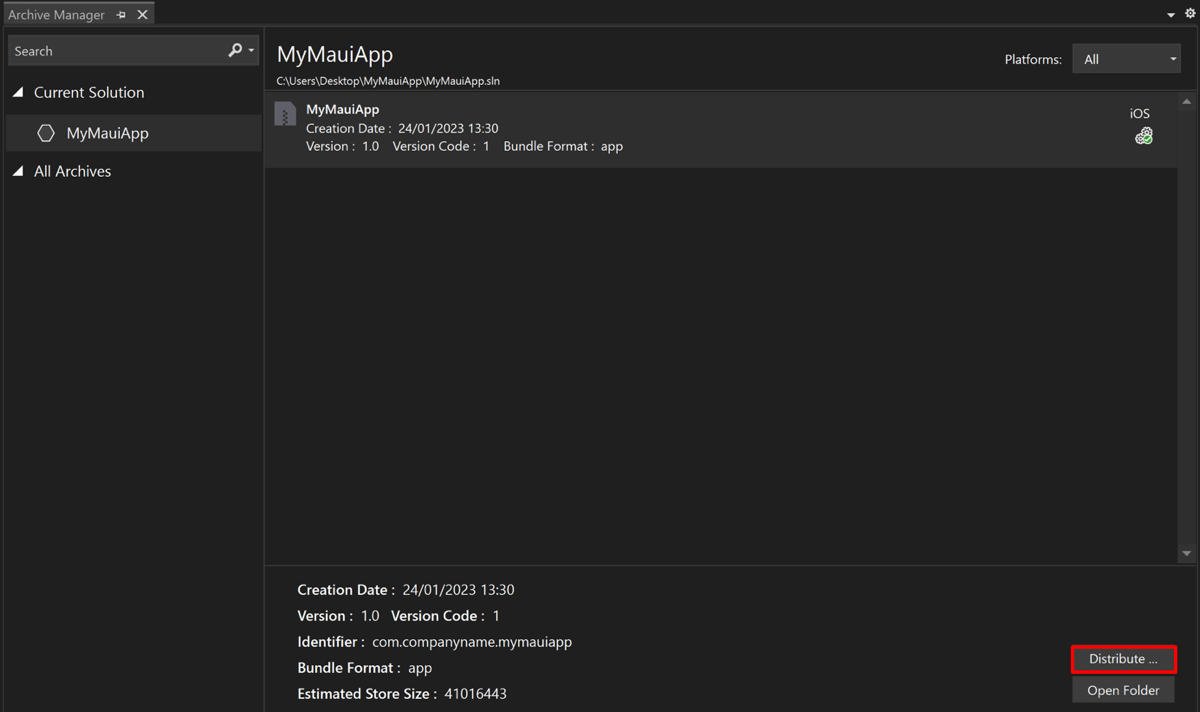 Archive Manager
Search
Current Solution
MyMauiApp
All Archives
MyMauiApp
C:\Users\Desktop\MyMauiApp\MyMauiApp.sln
Platforms: All
MyMauiApp
Creation Date : 24/01/2023 13:30
Version : 1.0 Version Code : 1 Bundle Format : app
iOS
Creation Date : 24/01/2023 13:30
Version : 1.0 Version Code : 1
Identifier : com.companyname.mymauiapp
Bundle Format : app
Estimated Store Size : 41016443
Distribute ...
Open Folder